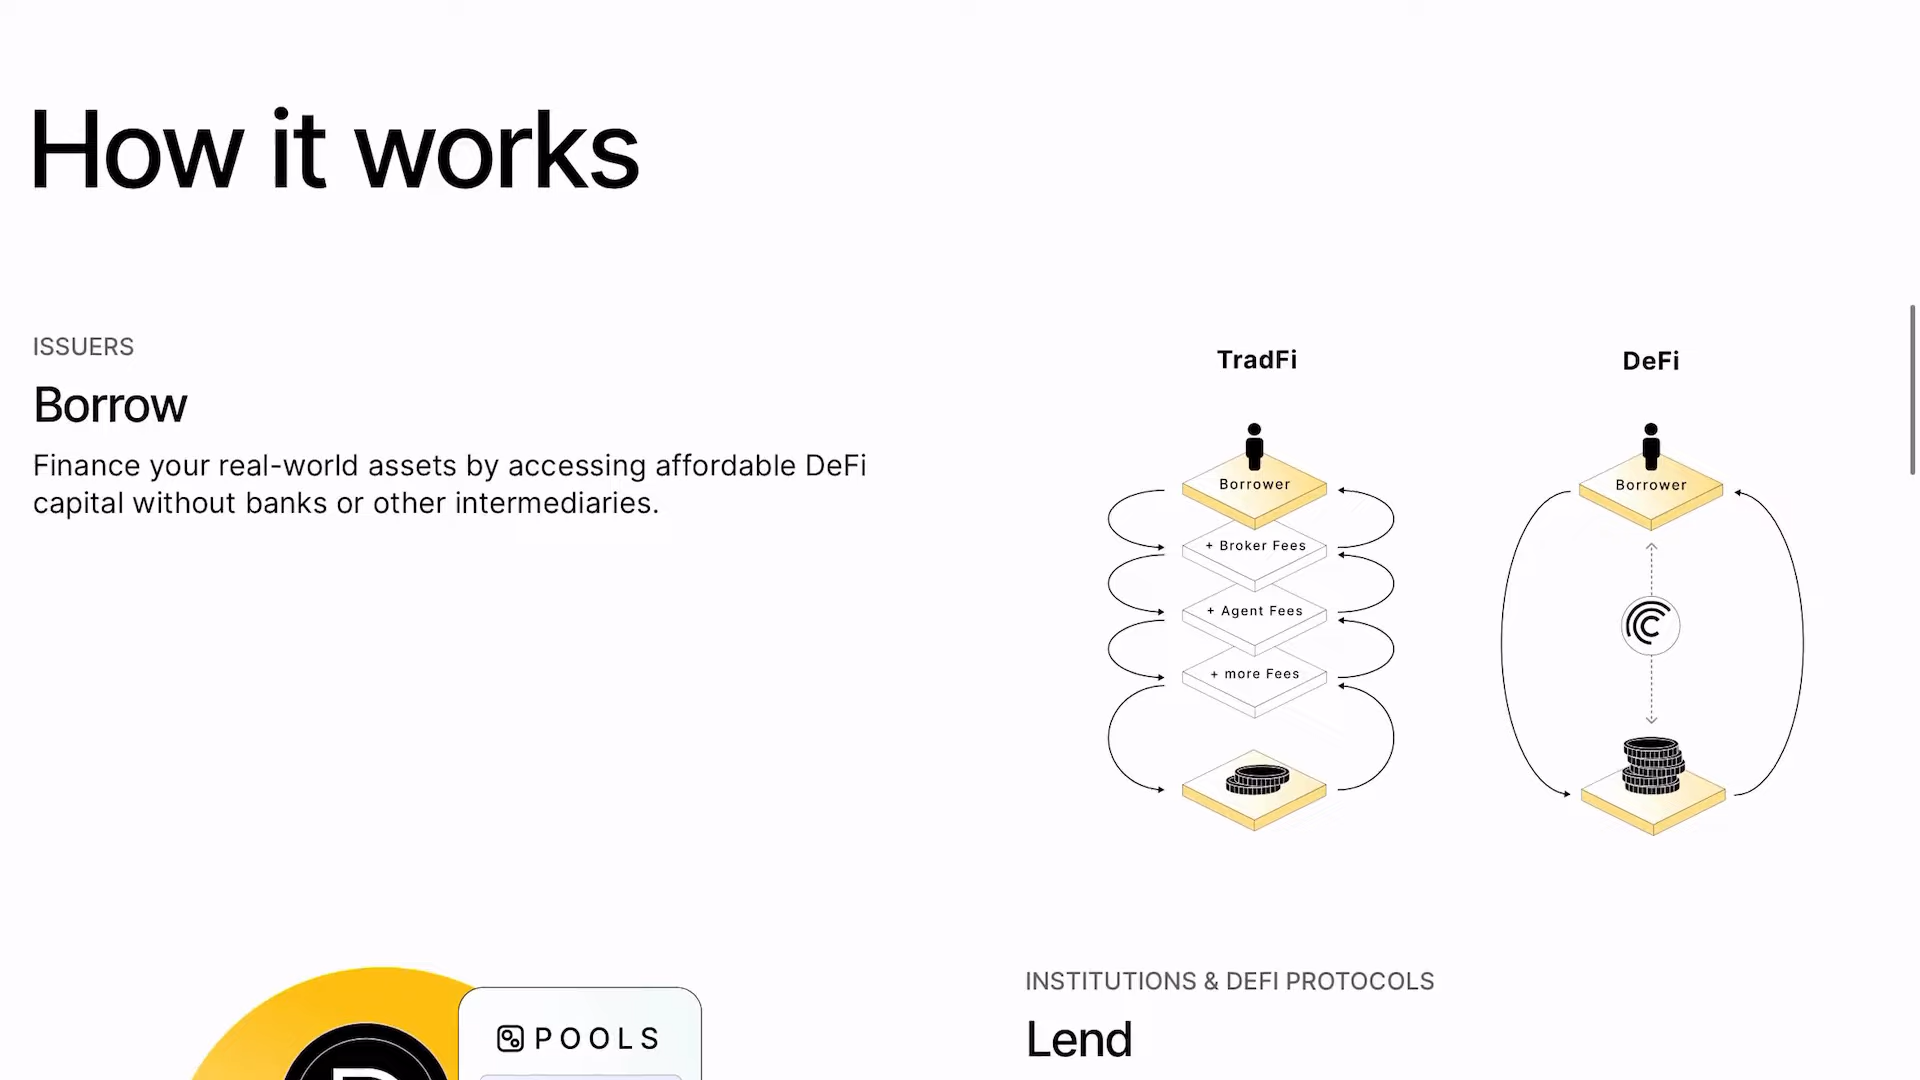 How it works
ISSUERS
Borrow
Finance your real-world assets by accessing affordable DeFi
capital without banks or other intermediaries.
TradFi
Borrower
+ Broker Fees
+ Agent Fees
+ more Fees
DeFi
Borrower
POOLS
INSTITUTIONS & DEFI PROTOCOLS
Lend